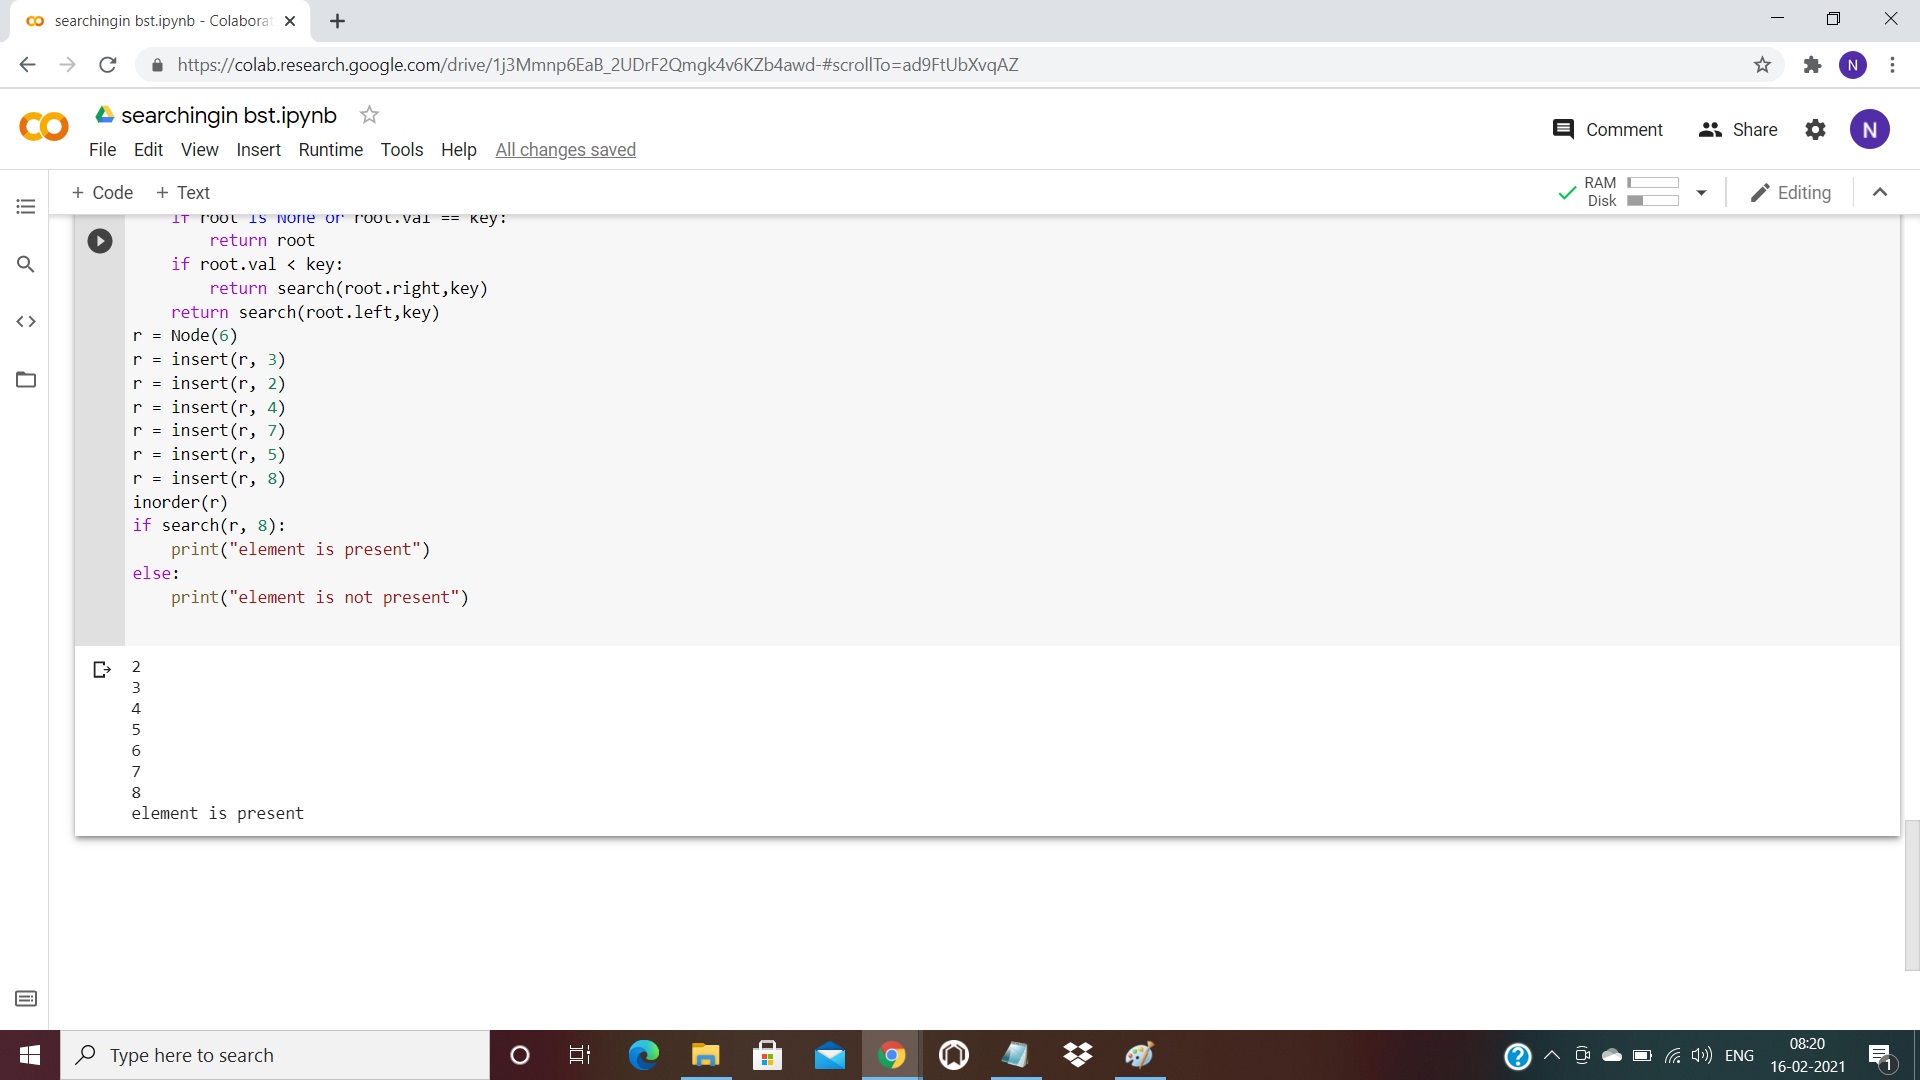 searchingin bst.ipynb - Colaborat
https://colab.research.google.com/drive/1j3Mmnp6EaB_2UDrF2Qmgk4v6KZb4awd-#scrollTo=ad9FtUbXvqAZ
N
searchingin bst.ipynb
Comment
Share
N
File Edit View Insert Runtime Tools Help All changes saved
+ Code + Text
RAM
Disk
Editing
if root is None or root.val == key:
return root
if root.val < key:
return search(root.right,key)
return search(root.left,key)
r = Node(6)
r = insert(r, 3)
r = insert(r, 2)
r = insert(r, 4)
r = insert(r, 7)
r = insert(r, 5)
r = insert(r, 8)
inorder(r)
if search(r, 8):
print("element is present")
else:
print("element is not present")
2
3
4
5
6
7
8
element is present
Type here to search
ENG
08:20
16-02-2021
1